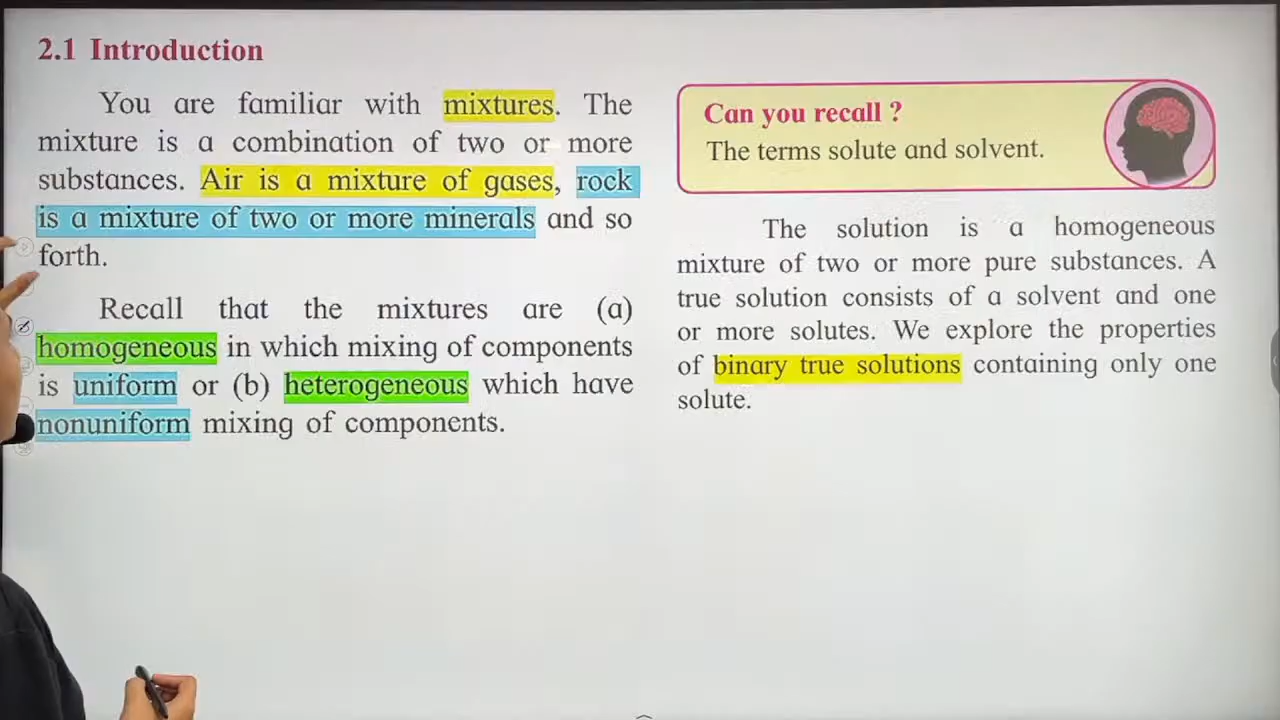 2.1 Introduction
You are familiar with mixtures. The
mixture is a combination of two or more
substances. Air is a mixture of gases, rock
is a mixture of two or more minerals and so
forth.
Recall that the mixtures are (a)
homogeneous in which mixing of components
is uniform or (b) heterogeneous which have
nonuniform mixing of components.
Can you recall ?
The terms solute and solvent.
The solution is a homogeneous
mixture of two or more pure substances. A
true solution consists of a solvent and one
or more solutes. We explore the properties
of binary true solutions containing only one
solute.